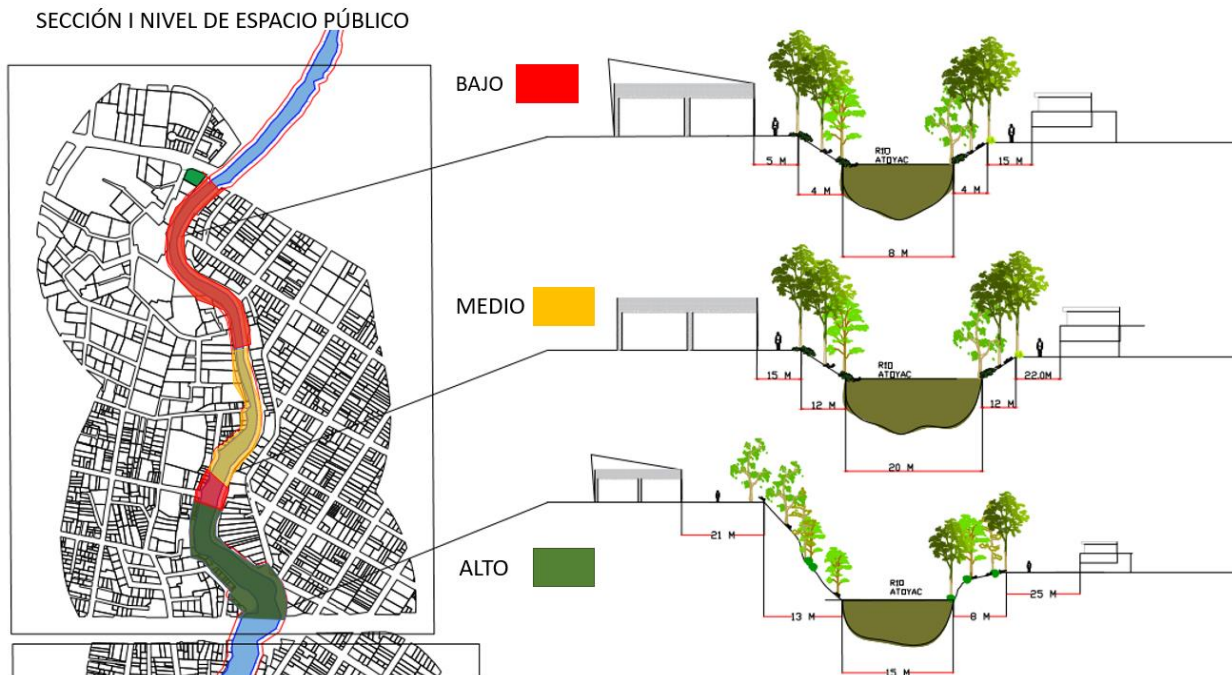 SECCIÓN I NIVEL DE ESPACIO PÚBLICO
BAJO
RIO
ATOYAC
5 M
15 M
4 M
4 M
8 M
MEDIO
RIO
ATOYAC
15 M
22.0M
12 M
12 M
20 M
ALTO
RIO
ATOYAC
21 M
25 M
13 M
8 M
15 M